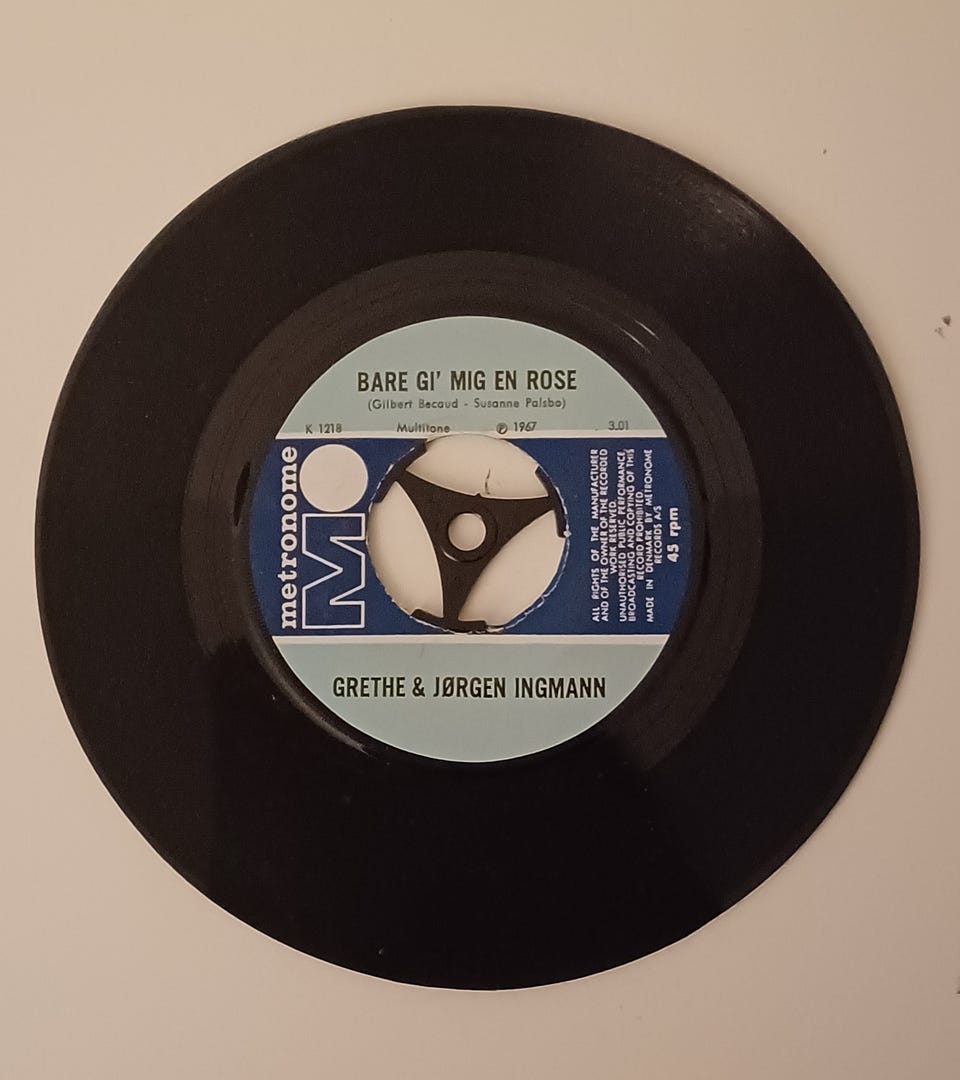 BARE GI' MIG EN ROSE
(Gilbert Becaud - Susanne Palsbo)
K 1218 Multitone ℗ 1967 3.01
metronome
M
ALL RIGHTS OF THE MANUFACTURER
AND OF THE OWNER OF THE RECORDED
WORK RESERVED.
UNAUTHORISED PUBLIC PERFORMANCE,
BROADCASTING AND COPYING OF THIS
RECORD PROHIBITED.
MADE IN DENMARK BY METRONOME
RECORDS A/S
45 rpm
GRETHE & JØRGEN INGMANN